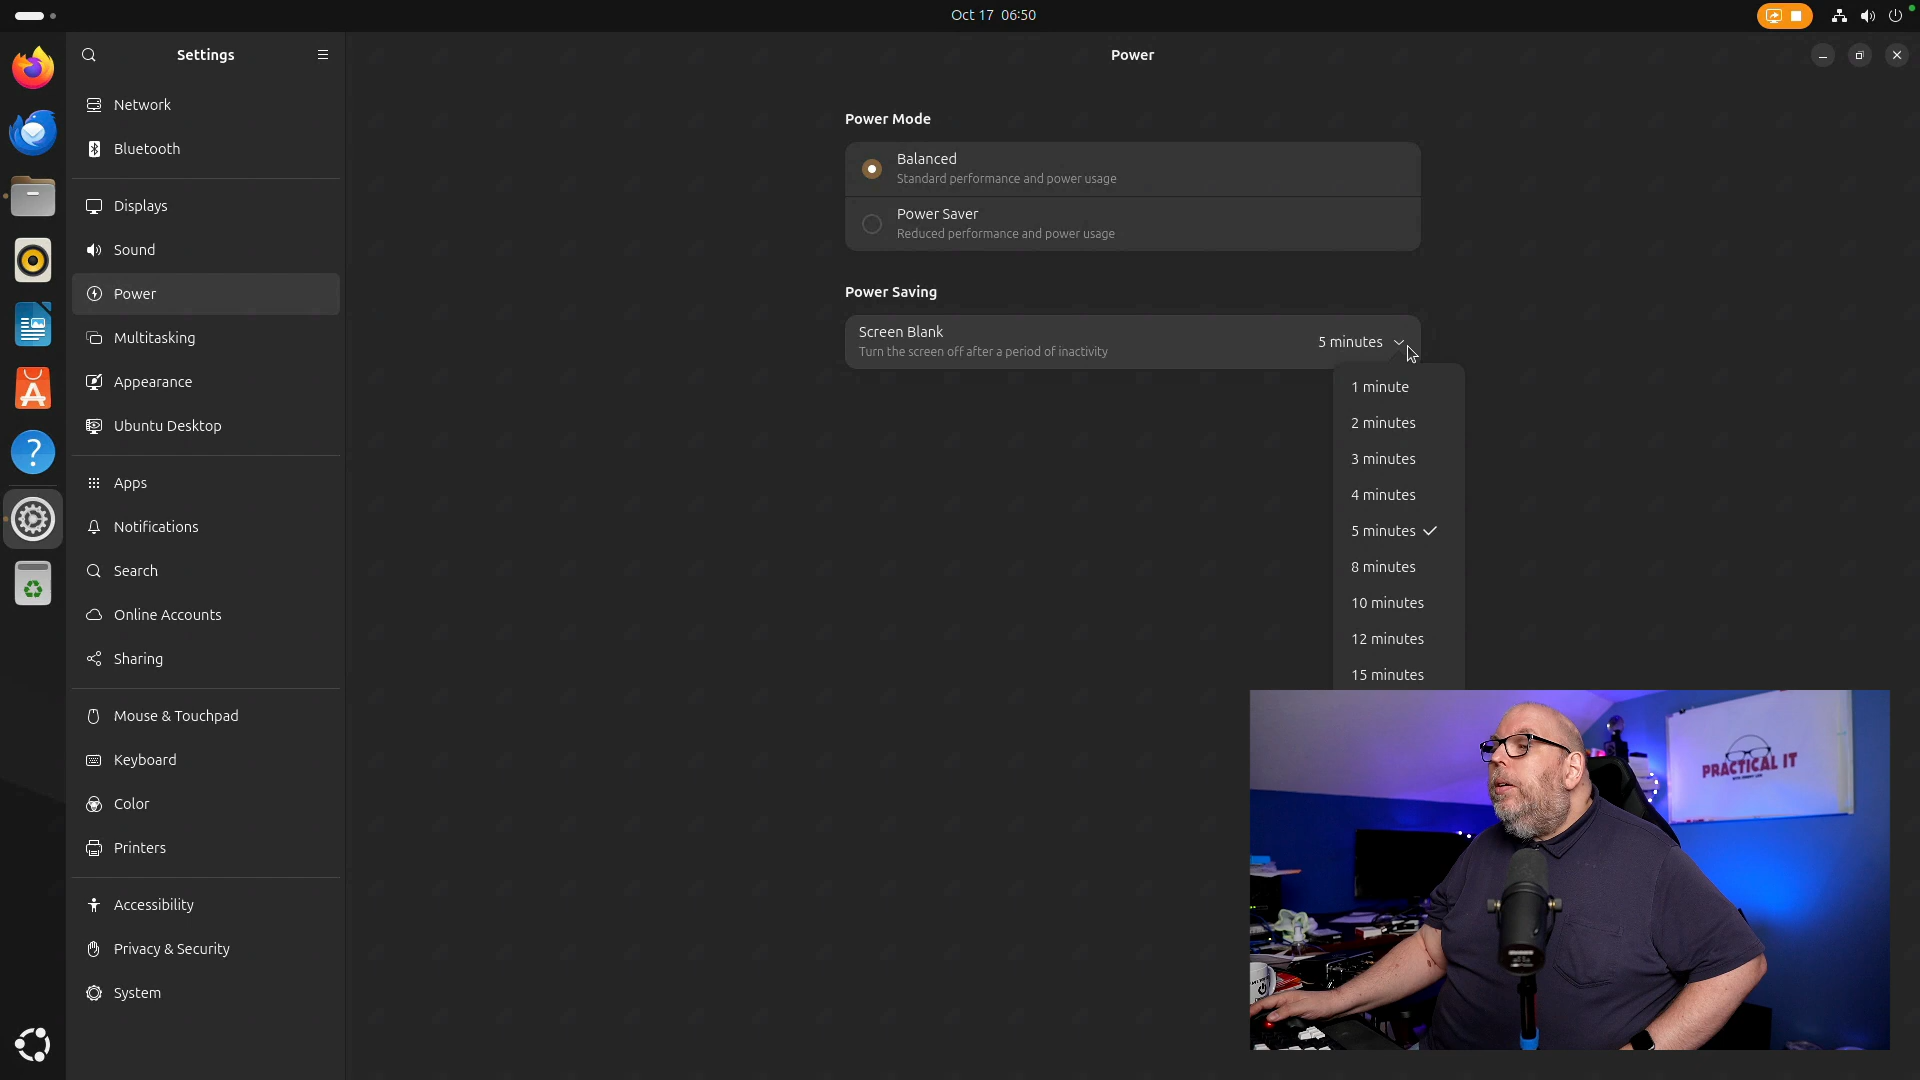 Oct 17 06:50
Settings
Power
Network
Bluetooth
Displays
Sound
Power
Multitasking
Appearance
Ubuntu Desktop
Apps
Notifications
Search
Online Accounts
Sharing
Mouse & Touchpad
Keyboard
Color
Printers
Accessibility
Privacy & Security
System
Power Mode
Balanced
Standard performance and power usage
Power Saver
Reduced performance and power usage
Power Saving
Screen Blank
Turn the screen off after a period of inactivity
5 minutes
1 minute
2 minutes
3 minutes
4 minutes
5 minutes
8 minutes
10 minutes
12 minutes
15 minutes
PRACTICAL IT